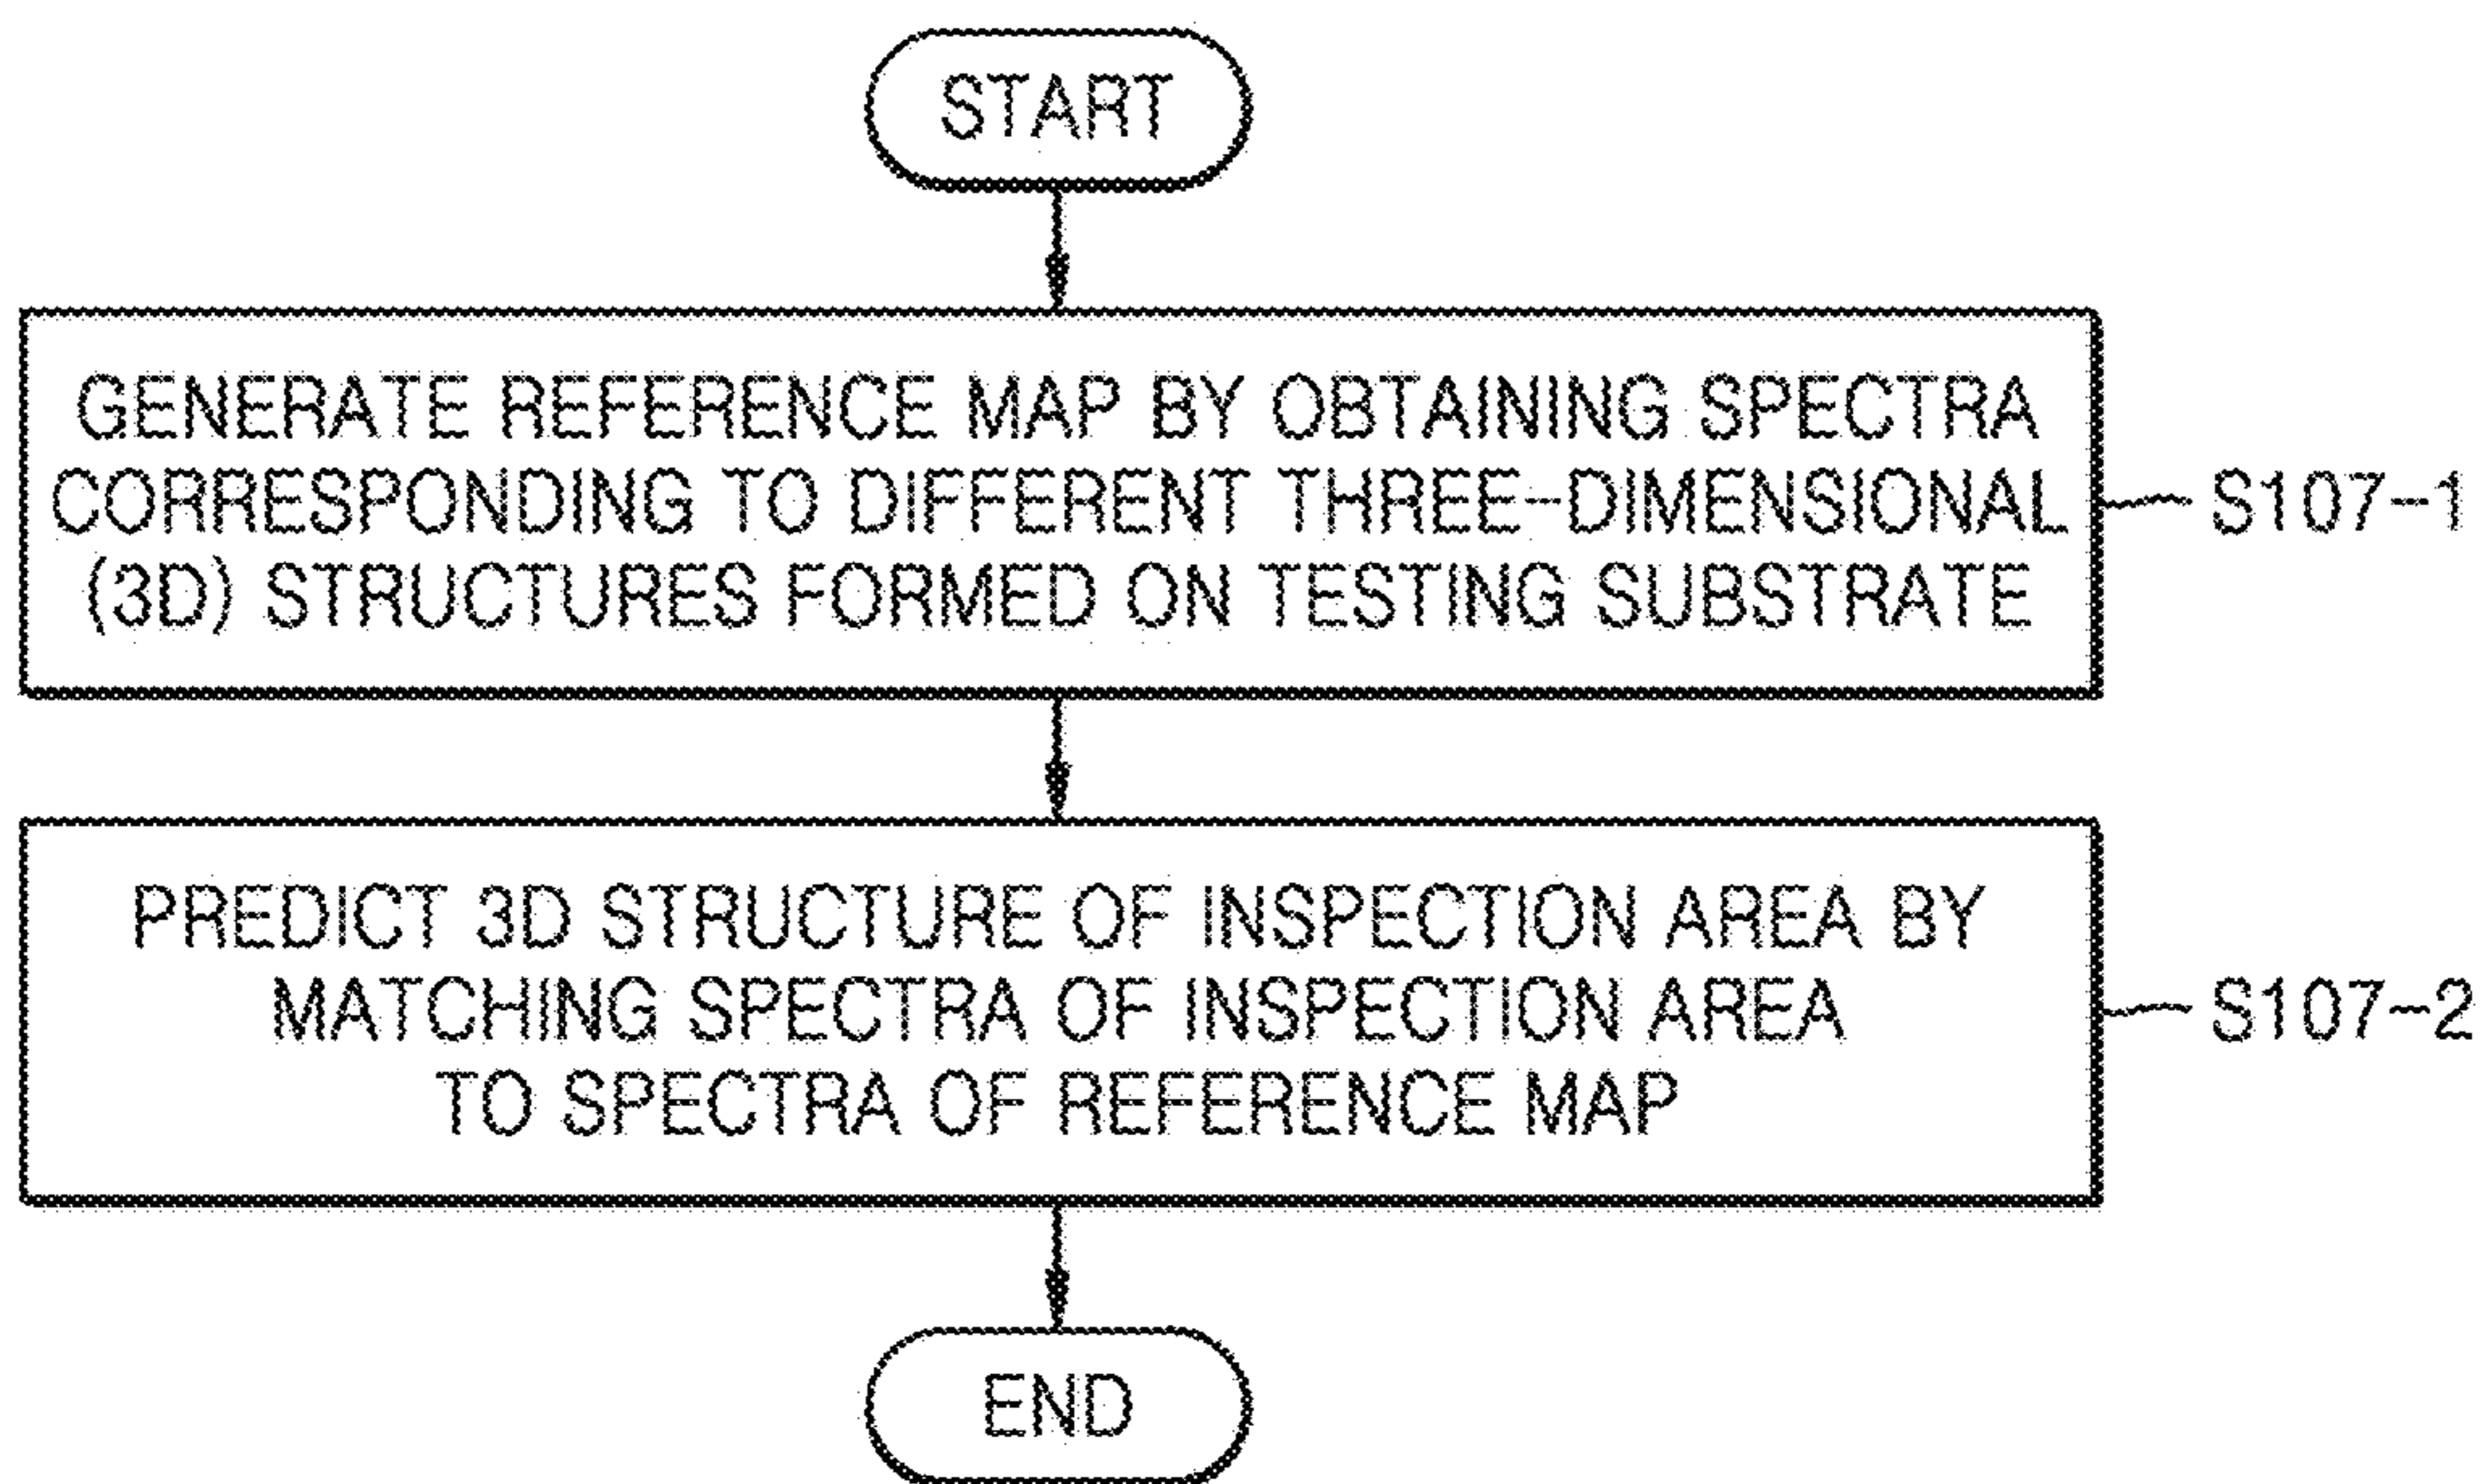 START
GENERATE REFERENCE MAP BY OBTAINING SPECTRA
CORRESPONDING TO DIFFERENT THREE-DIMENSIONAL
(3D) STRUCTURES FORMED ON TESTING SUBSTRATE
S107-1
PREDICT 3D STRUCTURE OF INSPECTION AREA BY
MATCHING SPECTRA OF INSPECTION AREA
TO SPECTRA OF REFERENCE MAP
S107-2
END